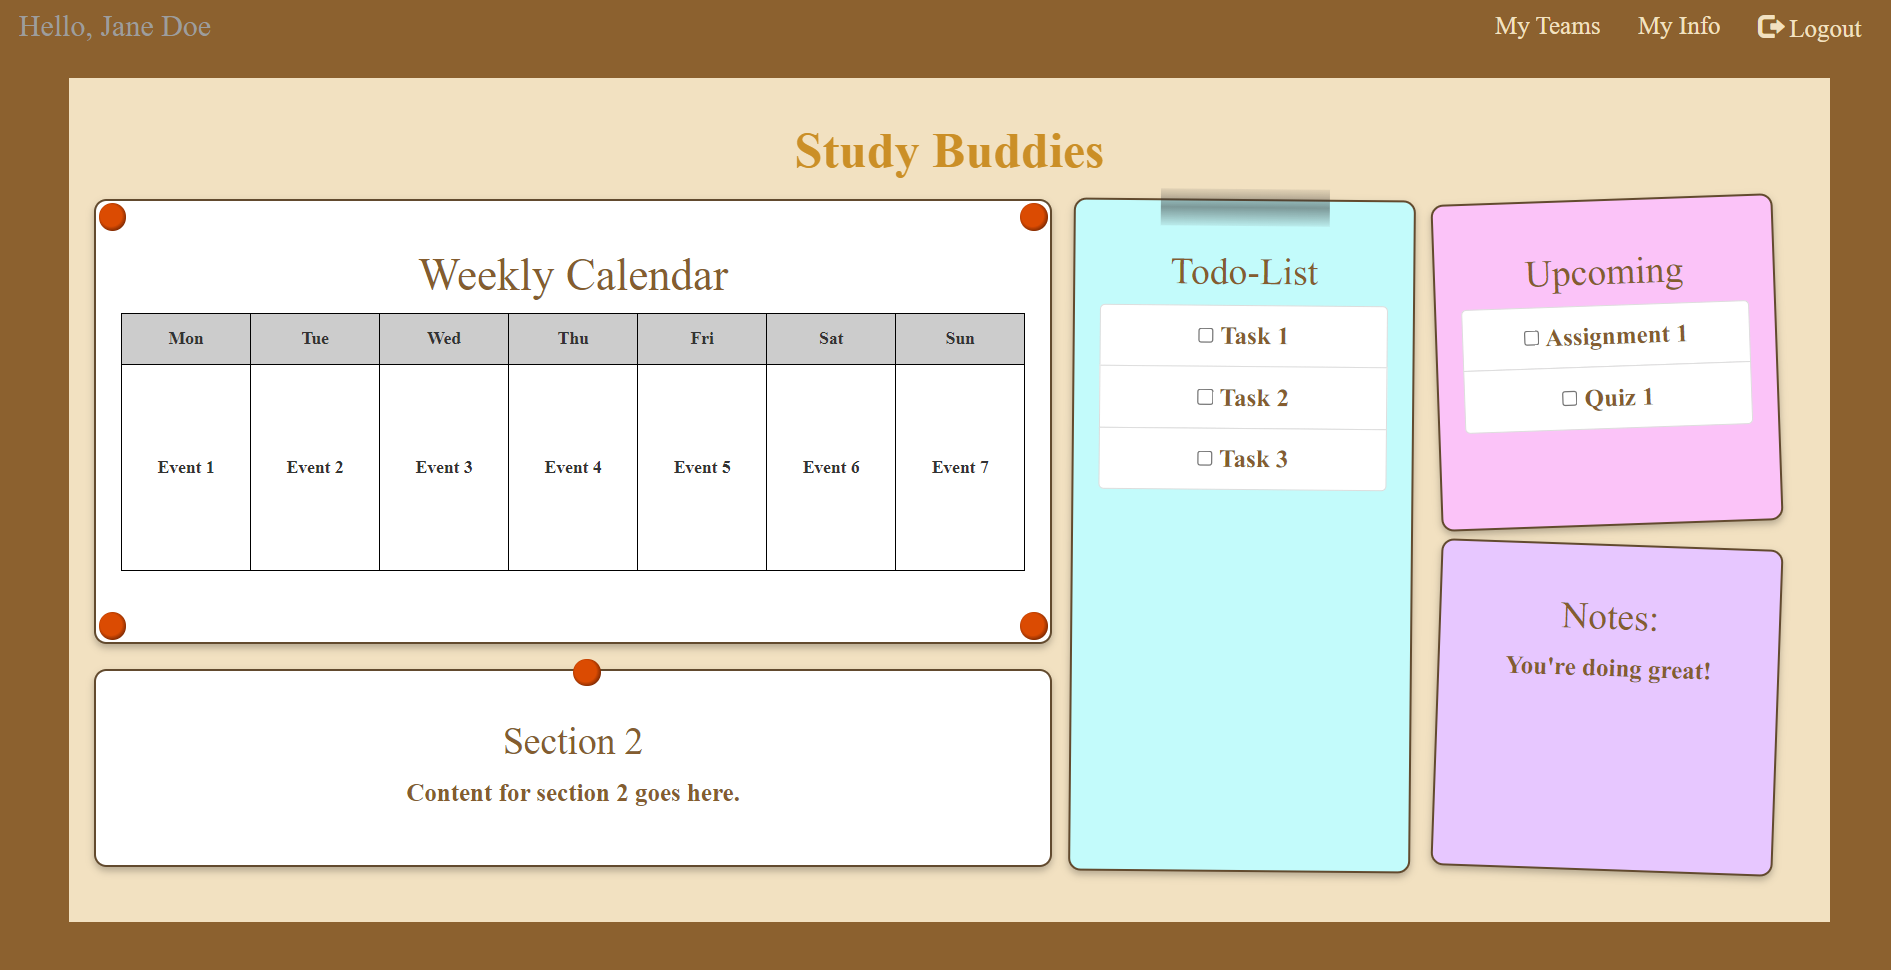 Hello, Jane Doe
My Teams
My Info
Logout
Study Buddies
Weekly Calendar
Mon Tue Wed Thu Fri Sat Sun
Event 1 Event 2 Event 3 Event 4 Event 5 Event 6 Event 7
Section 2
Content for section 2 goes here.
Todo-List
Task 1
Task 2
Task 3
Upcoming
Assignment 1
Quiz 1
Notes:
You're doing great!